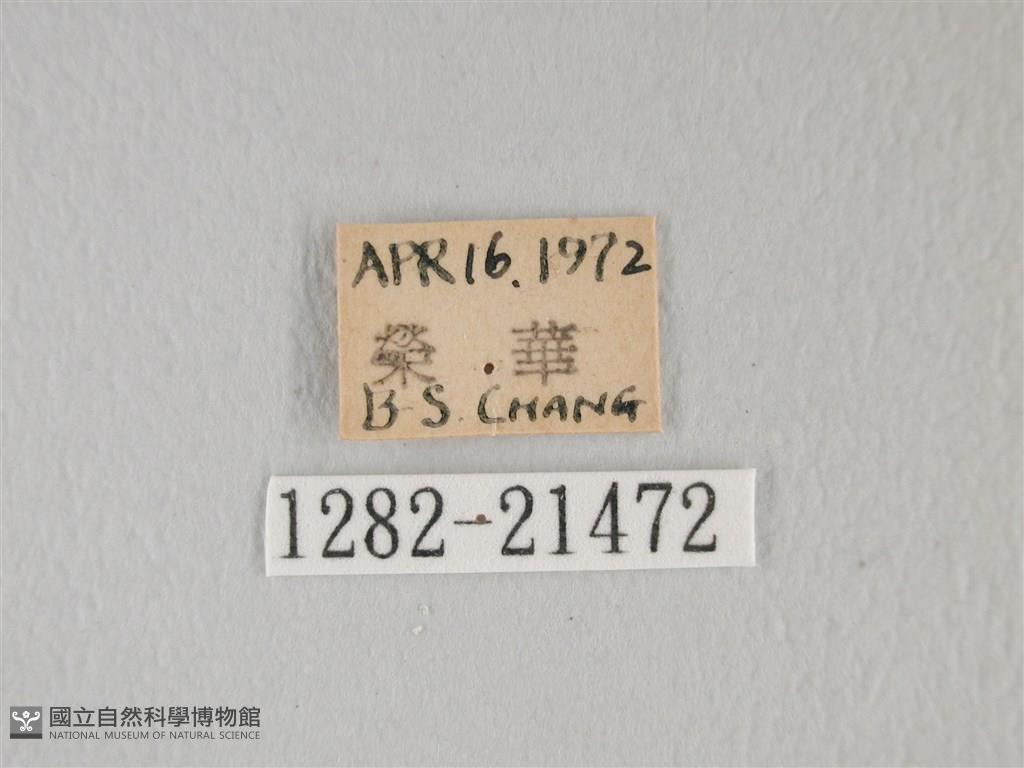 APR 16. 1972
榮華
B-S. CHANG
1282-21472
國立自然科學博物館
NATIONAL MUSEUM OF NATURAL SCIENCE